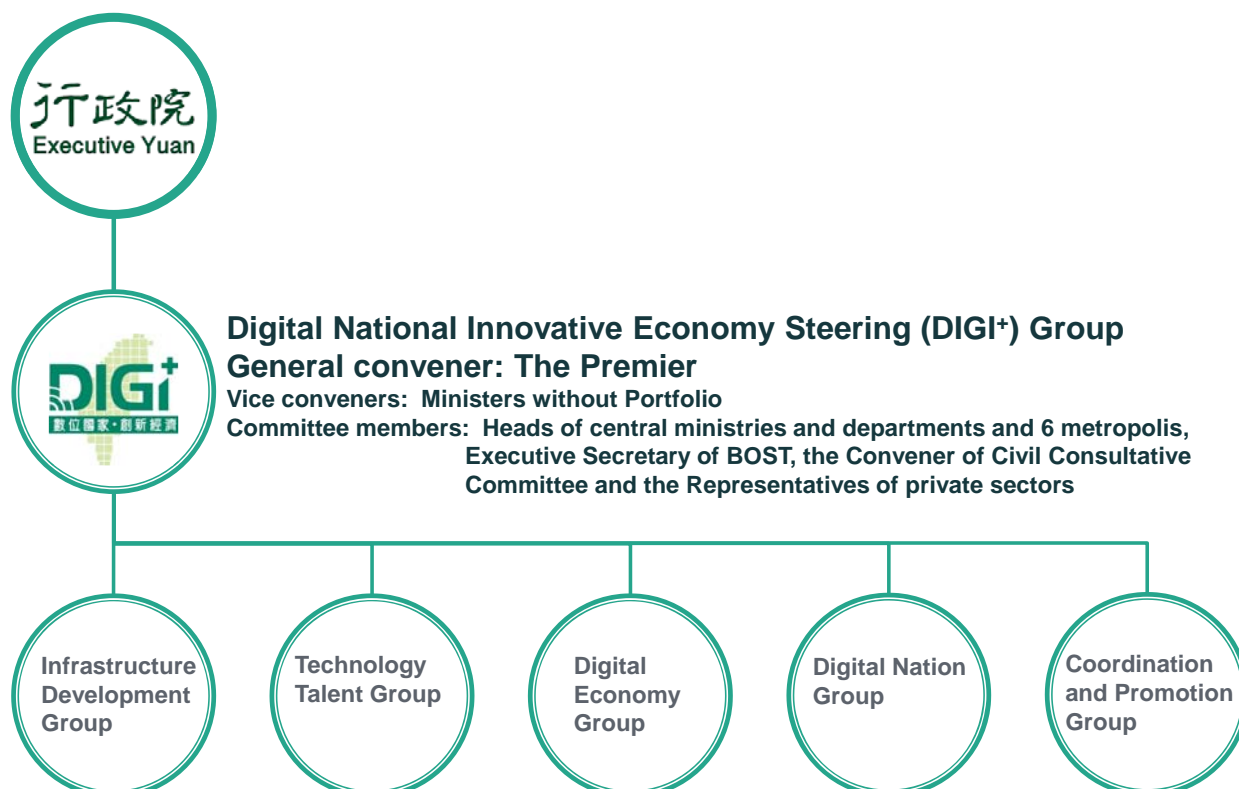 行政院
Executive Yuan
DIGI+
數位國家·創新經濟
Digital National Innovative Economy Steering (DIGI+) Group
General convener: The Premier
Vice conveners: Ministers without Portfolio
Committee members: Heads of central ministries and departments and 6 metropolis,
Executive Secretary of BOST, the Convener of Civil Consultative
Committee and the Representatives of private sectors
Infrastructure
Development
Group
Technology
Talent Group
Digital
Economy
Group
Digital Nation
Group
Coordination
and Promotion
Group